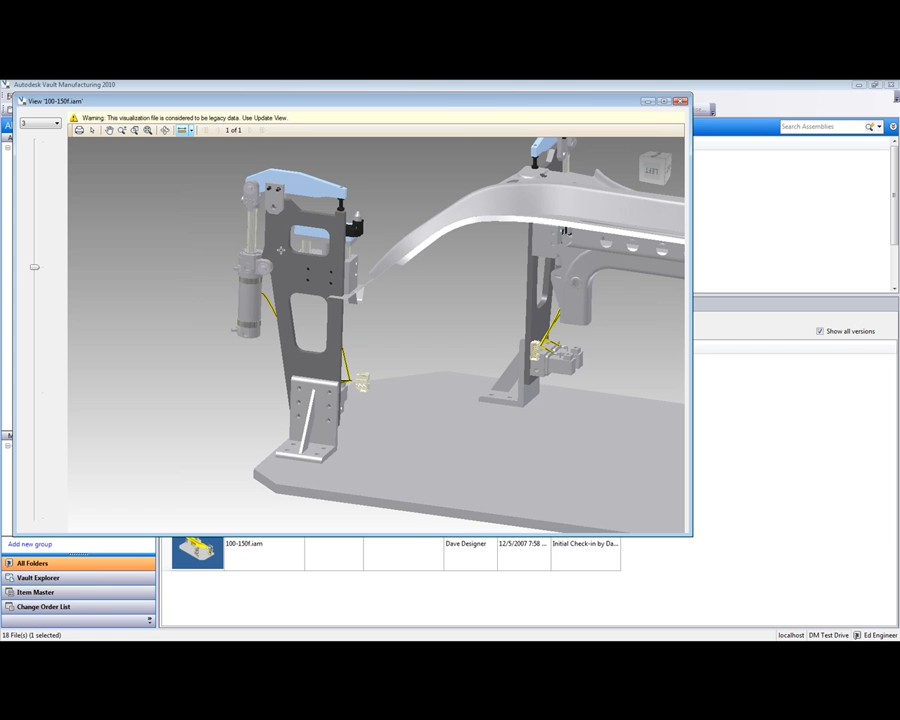 Autodesk Vault Manufacturing 2010
View '100-150f.iam'
3
Warning: This visualization file is considered to be legacy data. Use Update View.
1 of 1
Search Assemblies
Show all versions
Add new group
100-150f.iam
Dave Designer
12/5/2007 7:58 ...
Initial Check-in by Da...
All Folders
Vault Explorer
Item Master
Change Order List
18 File(s) (1 selected)
localhost
DM Test Drive
Ed Engineer